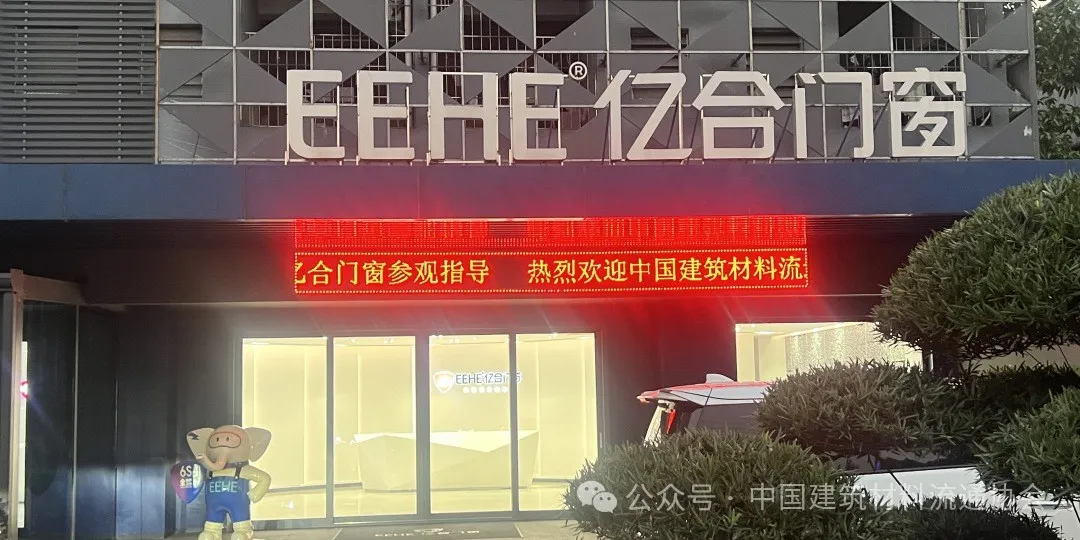 EEHE®亿合门窗
亿合门窗参观指导 热烈欢迎中国建筑材料流
EEHE亿合门窗
6S
EEHE
EEHE
公众号 · 中国建筑材料流通协会